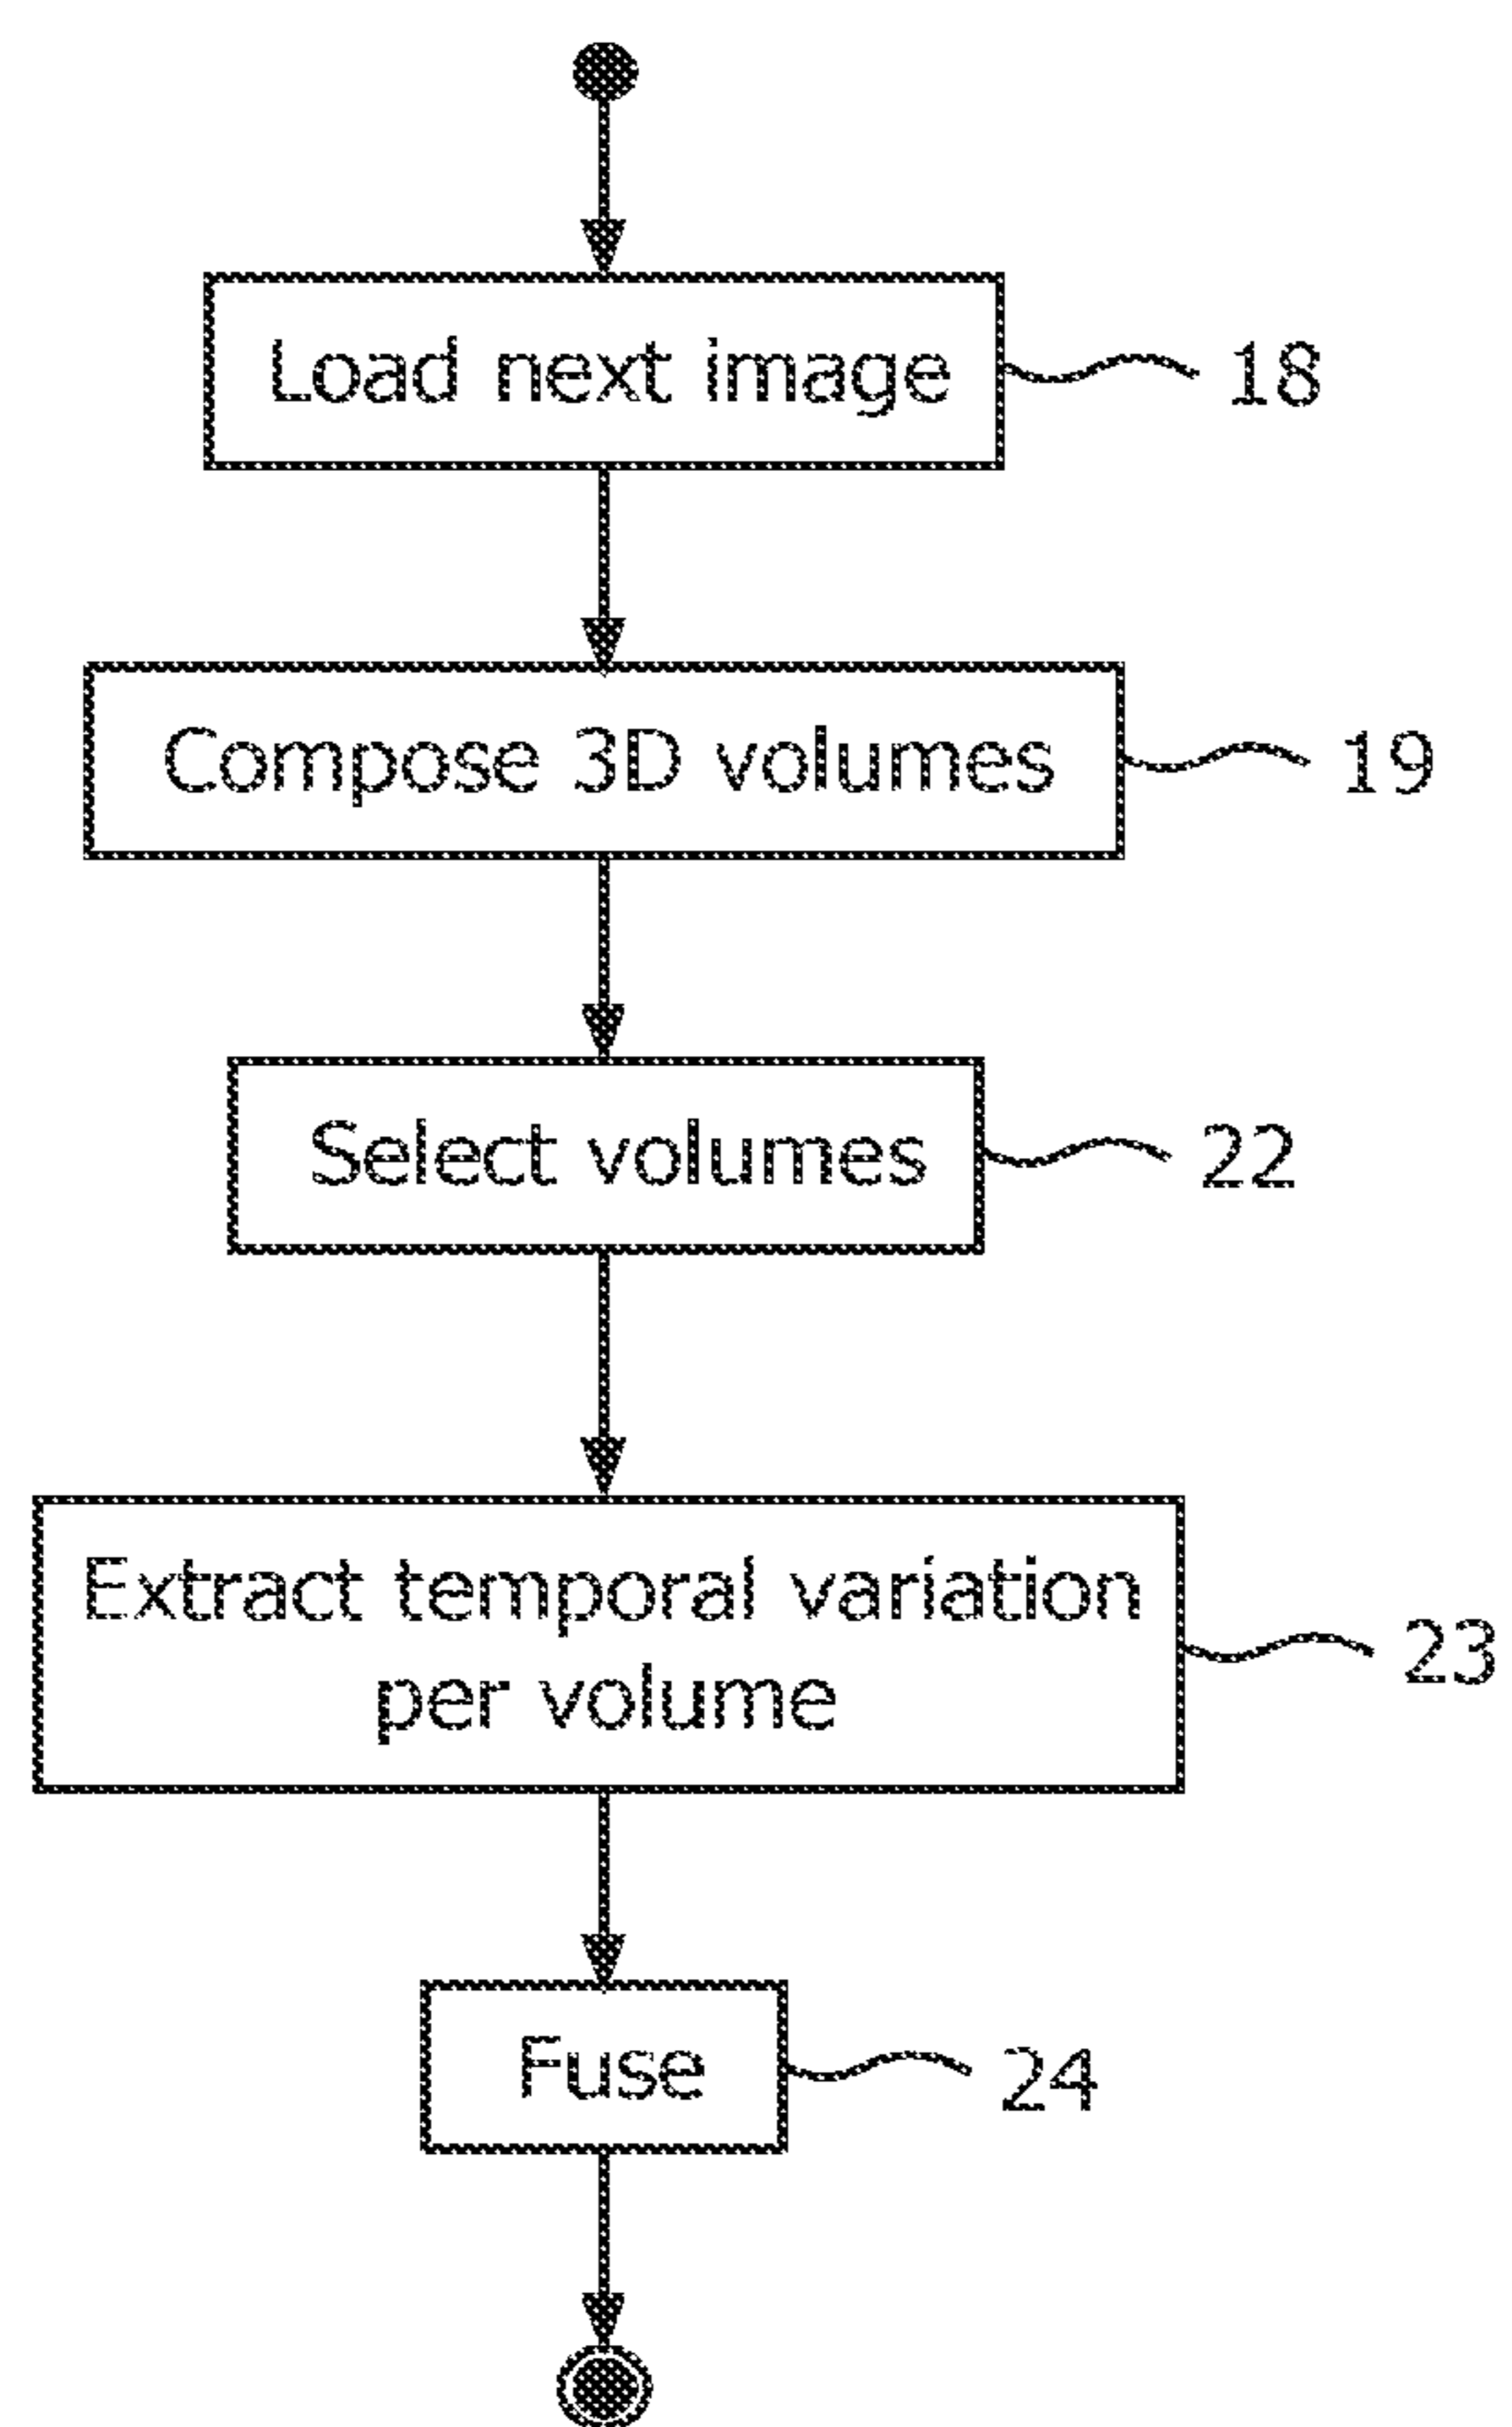 Load next image 18
Compose 3D volumes 19
Select volumes 22
Extract temporal variation
per volume
23
Fuse 24